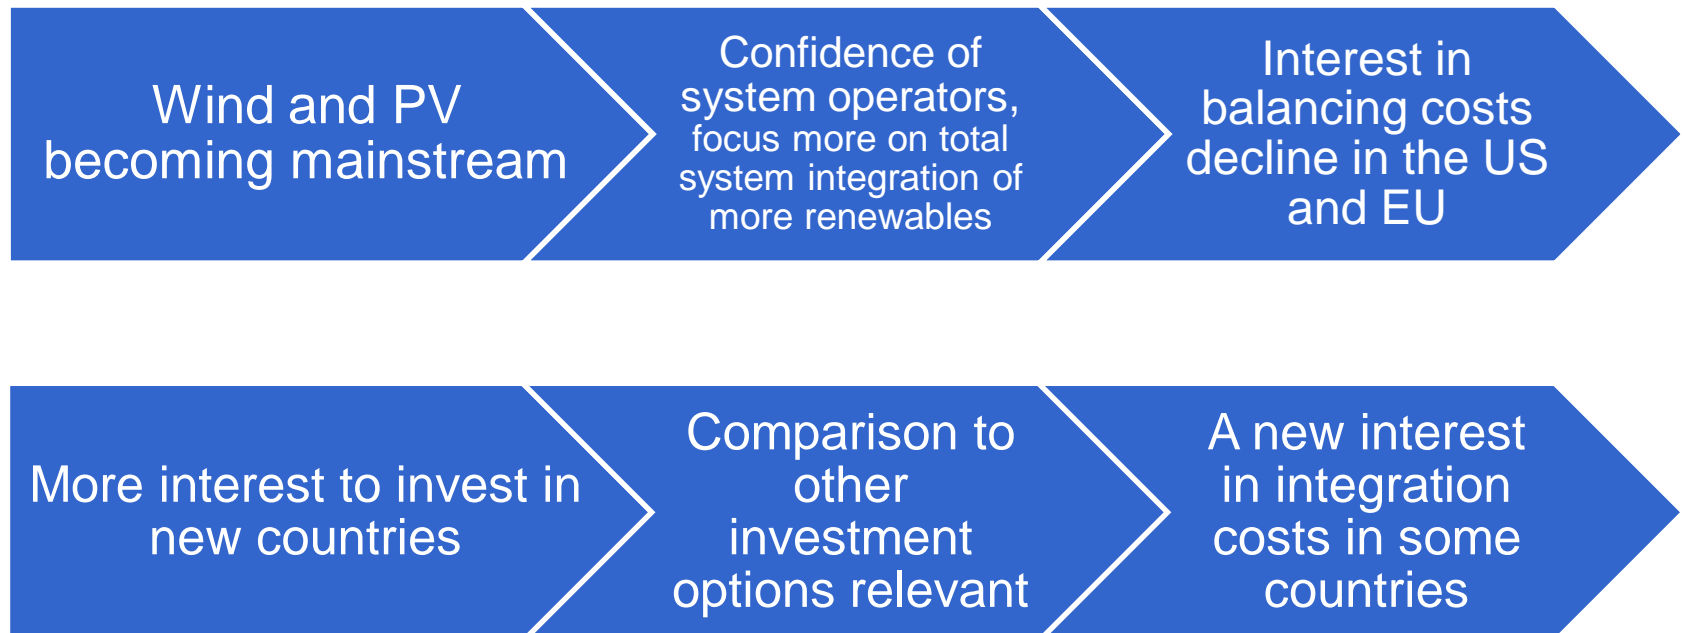 Wind and PV
becoming mainstream
Confidence of
system operators,
focus more on total
system integration of
more renewables
Interest in
balancing costs
decline in the US
and EU
More interest to invest in
new countries
Comparison to
other
investment
options relevant
A new interest
in integration
costs in some
countries